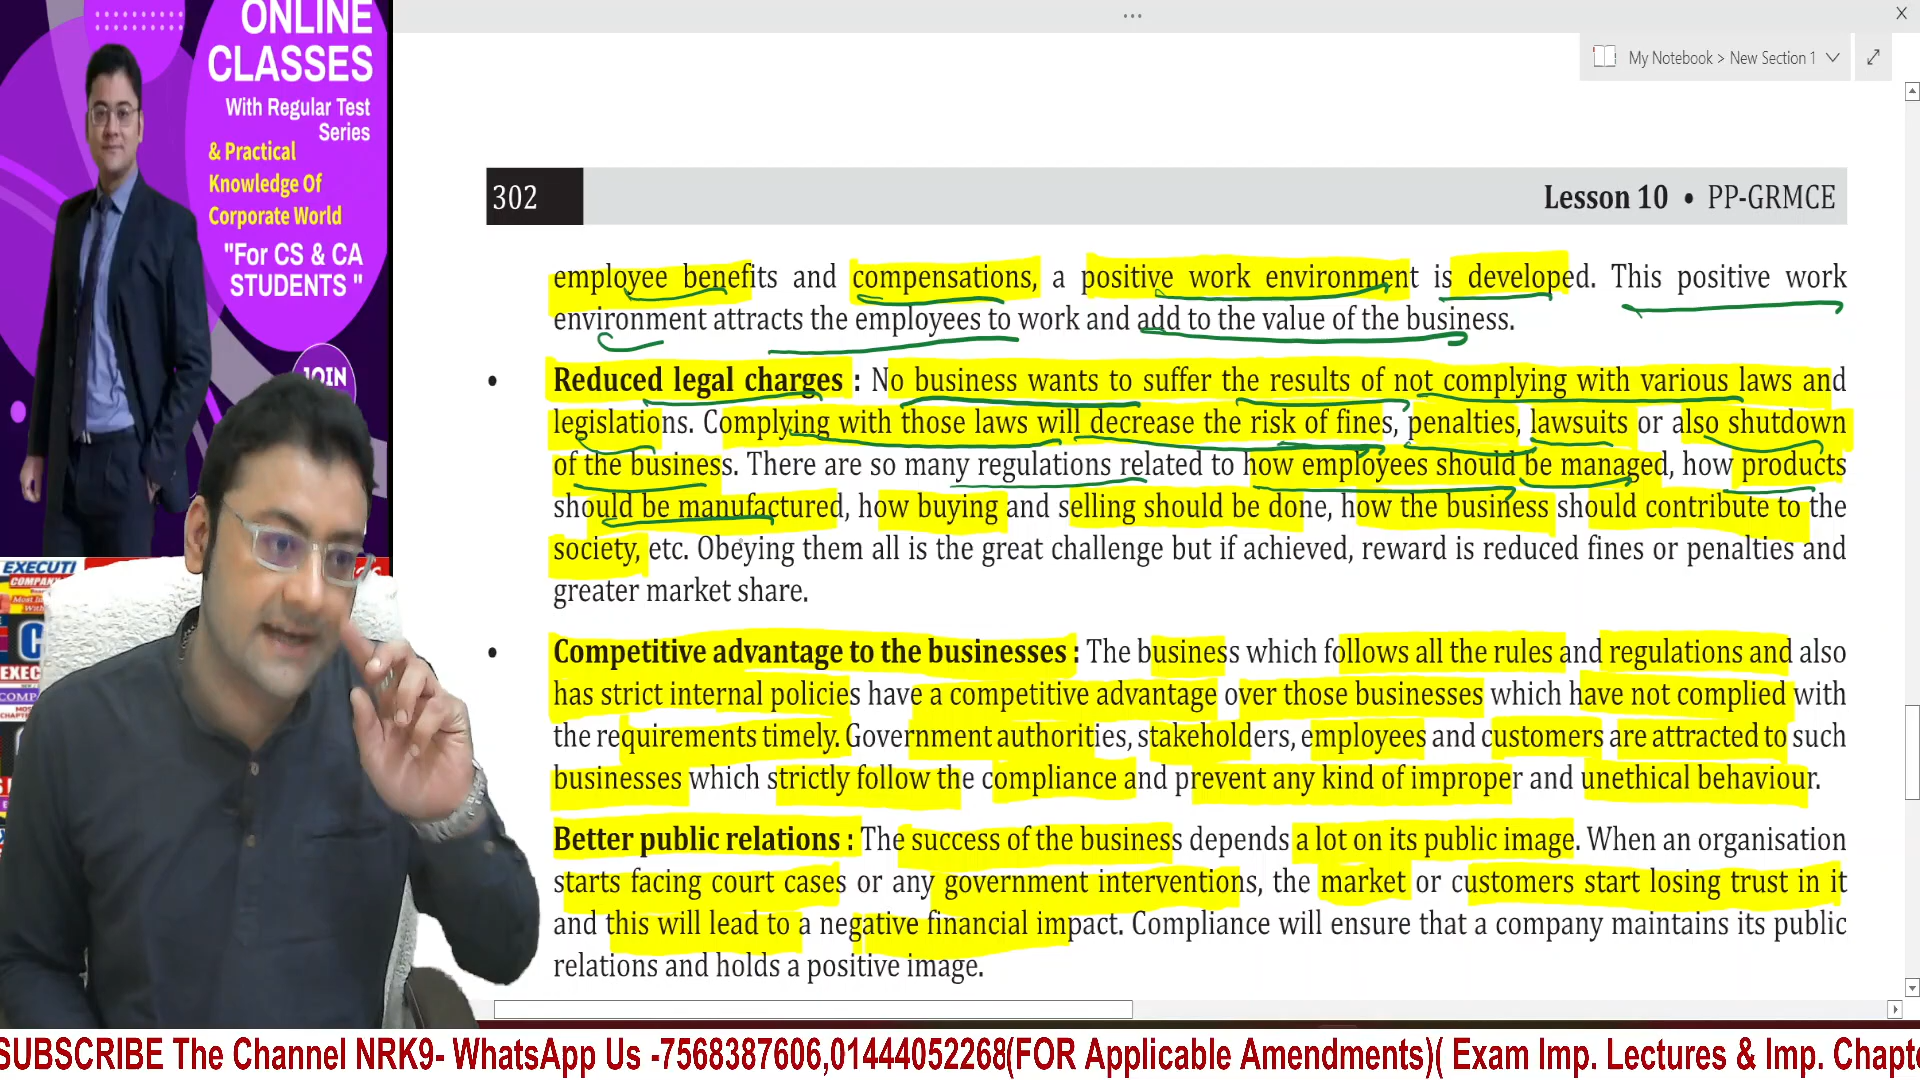 ONLINE
CLASSES
With Regular Test
Series
& Practical
Knowledge Of
Corporate World
"For CS & CA
STUDENTS "
JOIN
EXECUTI
...
My Notebook > New Section 1
302
Lesson 10 • PP-GRMCE
employee benefits and compensations, a positive work environment is developed. This positive work
environment attracts the employees to work and add to the value of the business.
• Reduced legal charges : No business wants to suffer the results of not complying with various laws and
legislations. Complying with those laws will decrease the risk of fines, penalties, lawsuits or also shutdown
of the business. There are so many regulations related to how employees should be managed, how products
should be manufactured, how buying and selling should be done, how the business should contribute to the
society, etc. Obeying them all is the great challenge but if achieved, reward is reduced fines or penalties and
greater market share.
• Competitive advantage to the businesses : The business which follows all the rules and regulations and also
has strict internal policies have a competitive advantage over those businesses which have not complied with
the requirements timely. Government authorities, stakeholders, employees and customers are attracted to such
businesses which strictly follow the compliance and prevent any kind of improper and unethical behaviour.
Better public relations : The success of the business depends a lot on its public image. When an organisation
starts facing court cases or any government interventions, the market or customers start losing trust in it
and this will lead to a negative financial impact. Compliance will ensure that a company maintains its public
relations and holds a positive image.
SUBSCRIBE The Channel NRK9- WhatsApp Us -7568387606,01444052268(FOR Applicable Amendments)( Exam Imp. Lectures & Imp. Chapte